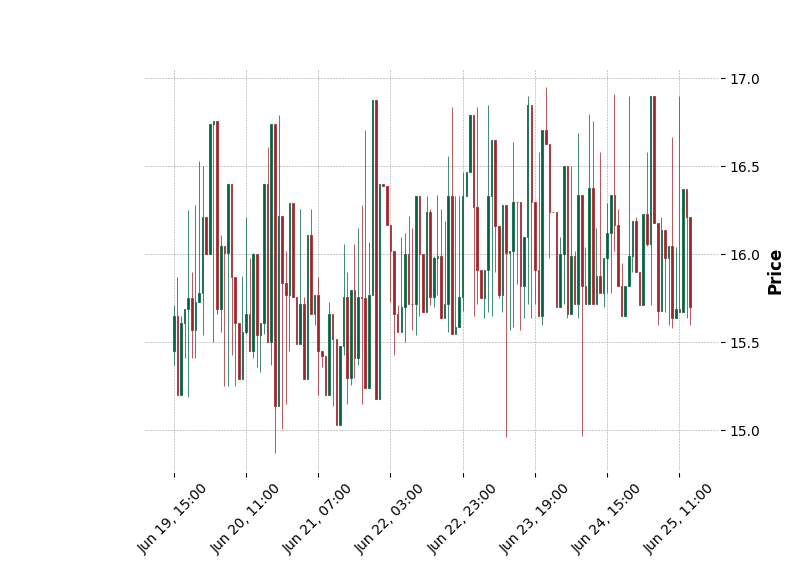 17.0
16.5
16.0
15.5
15.0
Price
Jun 19, 15:00
Jun 20, 11:00
Jun 21, 07:00
Jun 22, 03:00
Jun 22, 23:00
Jun 23, 19:00
Jun 24, 15:00
Jun 25, 11:00